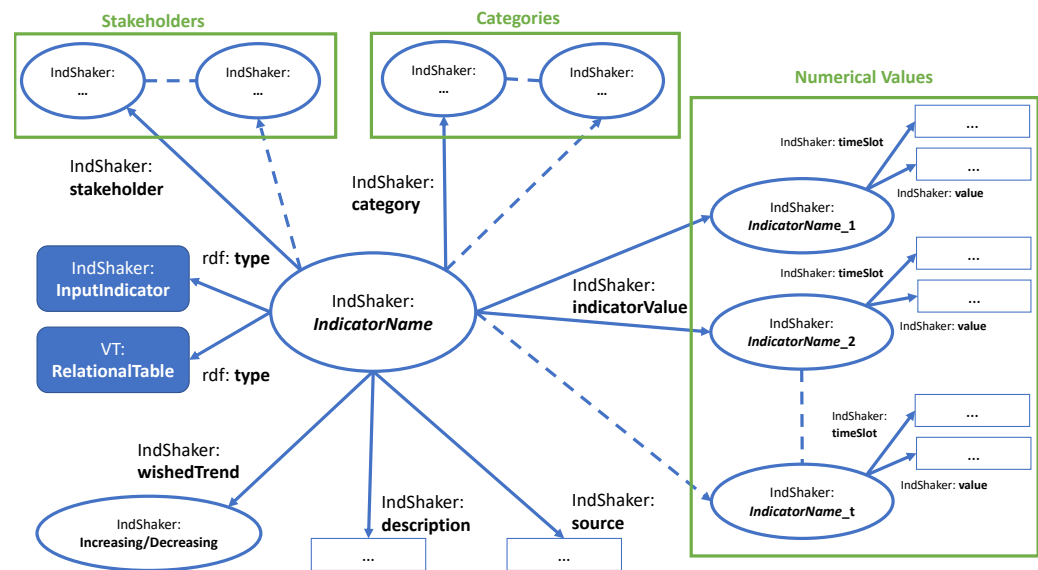 Stakeholders
Categories
IndShaker:
...
IndShaker:
...
IndShaker:
...
IndShaker:
...
Numerical Values
IndShaker:
stakeholder
IndShaker:
category
IndShaker: timeSlot
...
...
IndShaker: value
IndShaker:
IndicatorName_1
rdf: type
IndShaker:
InputIndicator
VT:
RelationalTable
rdf: type
IndShaker:
IndicatorName
IndShaker:
indicatorValue
IndShaker: timeSlot
...
...
IndShaker: value
IndShaker:
IndicatorName_2
IndShaker:
timeSlot
...
...
IndShaker: value
IndShaker:
IndicatorName_t
IndShaker:
wishedTrend
IndShaker:
Increasing/Decreasing
IndShaker:
description
...
IndShaker:
source
...